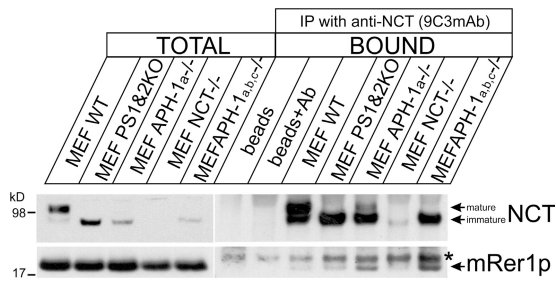 IP with anti-NCT (9C3mAb)
TOTAL BOUND
MEF WT
MEF PS1&2KO
MEF APH-1a-/-
MEF NCT-/-
MEFAPH-1a,b,c-/-
beads
beads+Ab
MEF WT
MEF PS1&2KO
MEF APH-1a-/-
MEF NCT-/-
MEFAPH-1a,b,c-/-
kD
98
mature
immature NCT
*
mRer1p
17